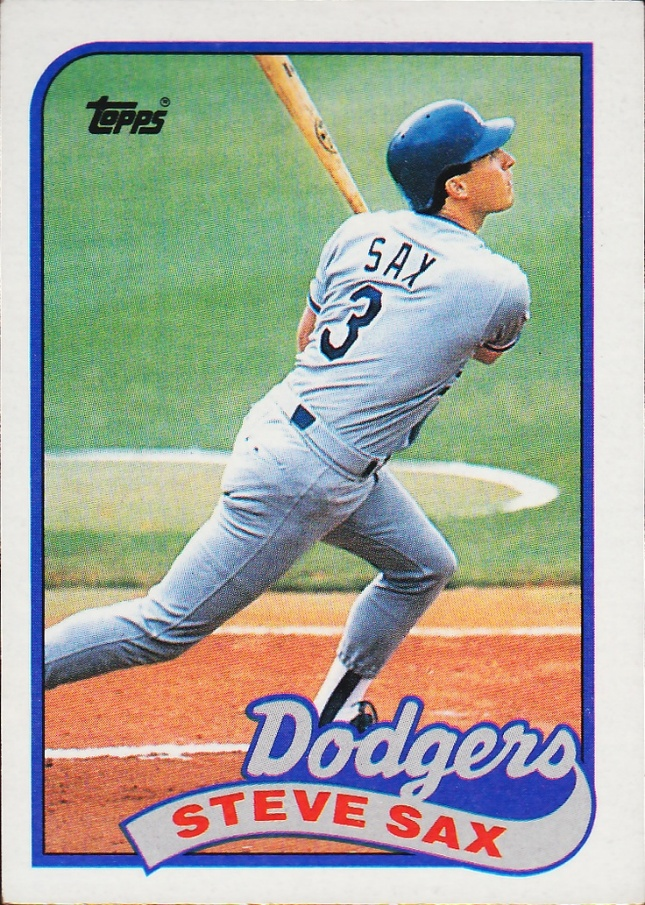 Topps®
SAX
3
Dodgers
STEVE SAX